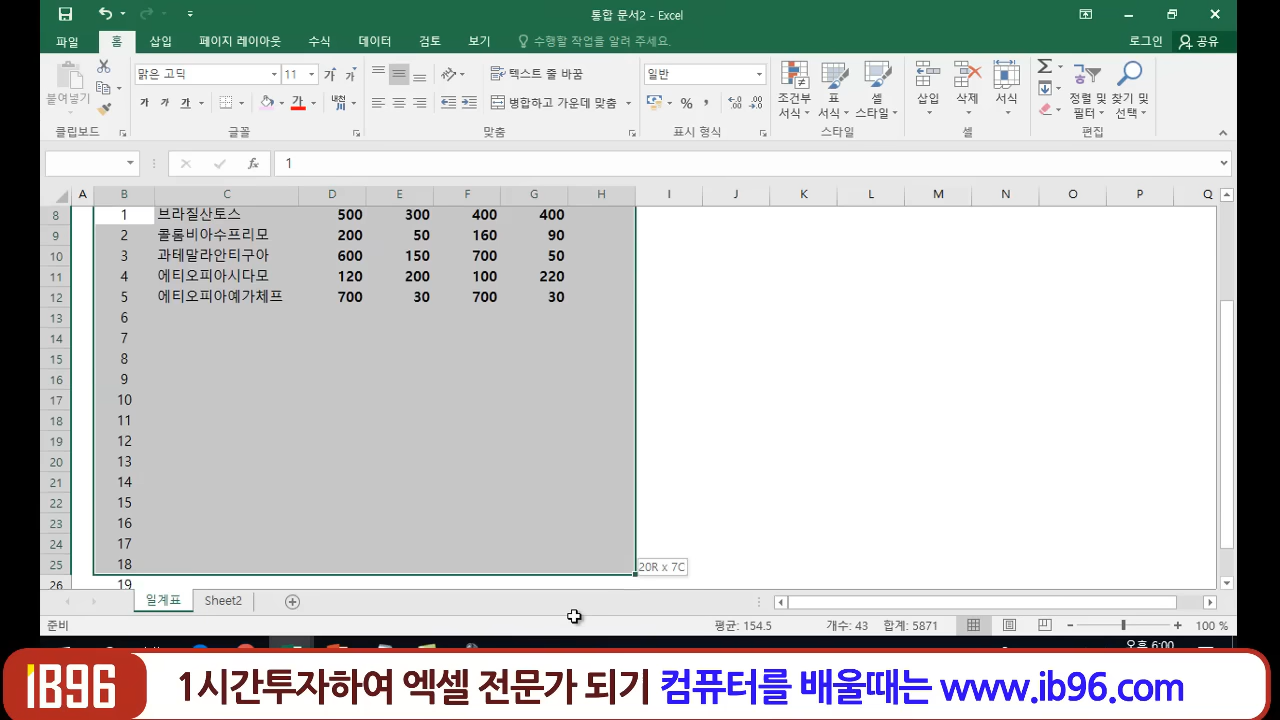 통합 문서2 - Excel
파일 홈 삽입 페이지 레이아웃 수식 데이터 검토 보기 수행할 작업을 알려 주세요. 로그인 공유
붙여넣기 맑은 고딕 11 가 가 텍스트 줄 바꿈 일반 조건부 서식 표 서식 셀 스타일 삽입 삭제 서식 정렬 및 필터 찾기 및 선택
가 가 가 가 병합하고 가운데 맞춤 %
클립보드 글꼴 맞춤 표시 형식 스타일 셀 편집
fx 1
A B C D E F G H I J K L M N O P Q
8 1 브라질산토스 500 300 400 400
9 2 콜롬비아수프리모 200 50 160 90
10 3 과테말라안티구아 600 150 700 50
11 4 에티오피아시다모 120 200 100 220
12 5 에티오피아예가체프 700 30 700 30
13 6
14 7
15 8
16 9
17 10
18 11
19 12
20 13
21 14
22 15
23 16
24 17
25 18 20R x 7C
26 19
일계표 Sheet2
준비 평균: 154.5 개수: 43 합계: 5871 100 %
오후 6:00
IB96 1시간투자하여 엑셀 전문가 되기 컴퓨터를 배울때는 www.ib96.com